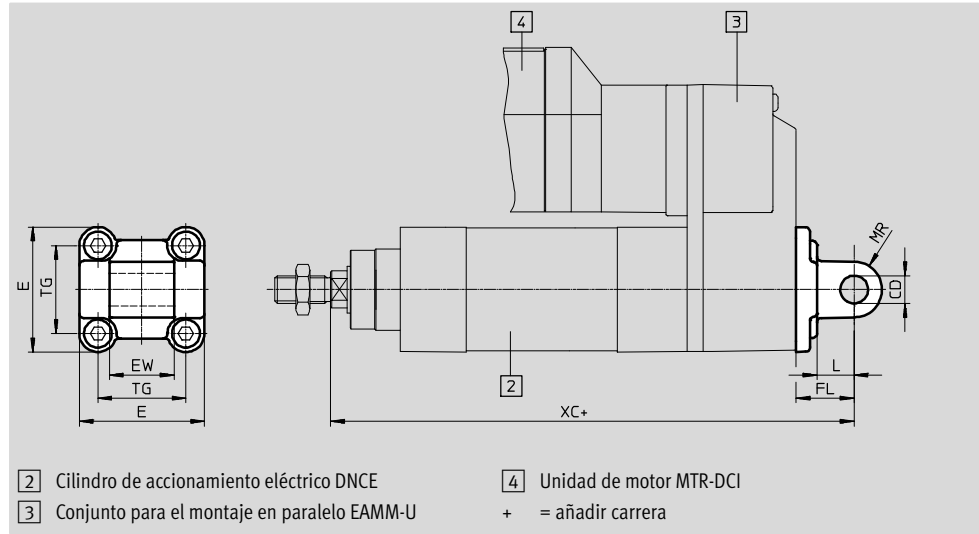 4
3
MR
CD
E
TG
EW
TG
E
2
L
FL
XC+
2 Cilindro de accionamiento eléctrico DNCE
3 Conjunto para el montaje en paralelo EAMM-U
4 Unidad de motor MTR-DCI
+ = añadir carrera